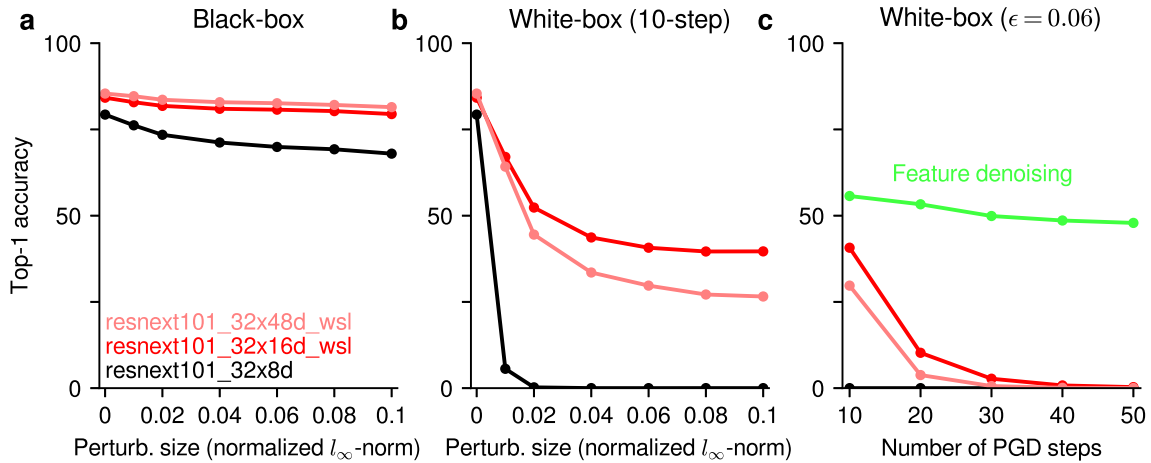 a
Black-box
100
50
0
Top-1 accuracy
resnext101_32x48d_wsl
resnext101_32x16d_wsl
resnext101_32x8d
0 0.02 0.04 0.06 0.08 0.1
Perturb. size (normalized l∞-norm)
b
White-box (10-step)
100
50
0
0 0.02 0.04 0.06 0.08 0.1
Perturb. size (normalized l∞-norm)
c
White-box (ϵ = 0.06)
100
50
0
Feature denoising
10 20 30 40 50
Number of PGD steps